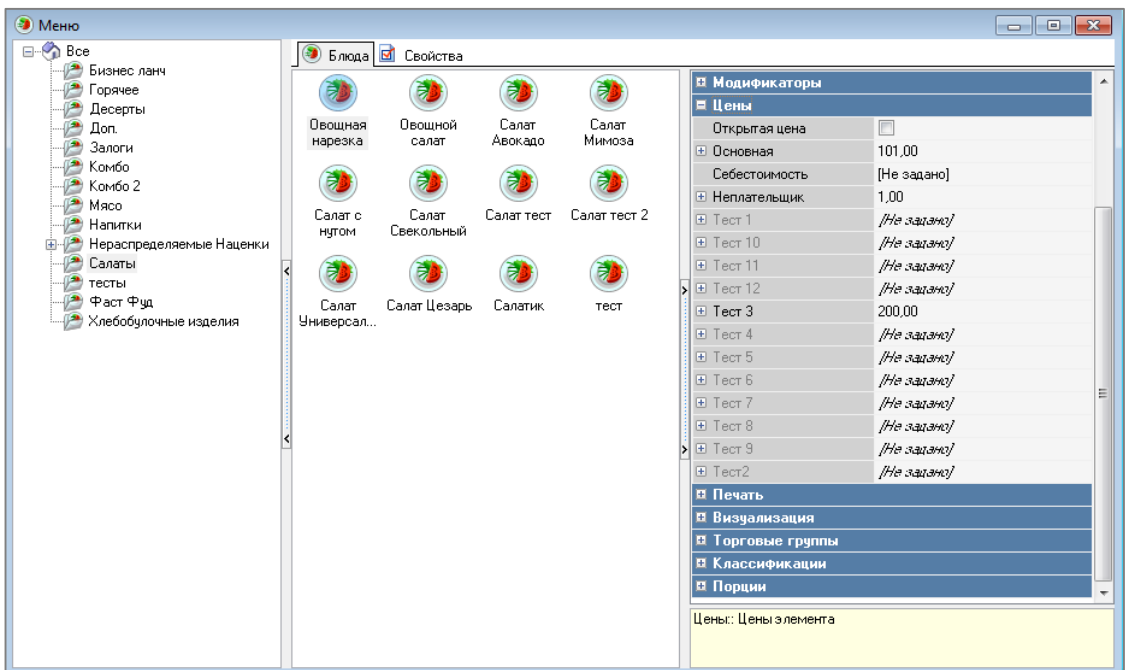 Меню
Все
Бизнес ланч
Горячее
Десерты
Доп.
Залоги
Комбо
Комбо 2
Мясо
Напитки
Нераспределяемые Наценки
Салаты
тесты
Фаст Фуд
Хлебобулочные изделия
Блюда
Свойства
Овощная нарезка
Овощной салат
Салат Авокадо
Салат Мимоза
Салат с нутом
Салат Свекольный
Салат тест
Салат тест 2
Салат Универсал...
Салат Цезарь
Салатик
тест
Модификаторы
Цены
Открытая цена
Основная 101,00
Себестоимость [Не задано]
Неплательщик 1,00
Тест 1 [Не задано]
Тест 10 [Не задано]
Тест 11 [Не задано]
Тест 12 [Не задано]
Тест 3 200,00
Тест 4 [Не задано]
Тест 5 [Не задано]
Тест 6 [Не задано]
Тест 7 [Не задано]
Тест 8 [Не задано]
Тест 9 [Не задано]
Тест2 [Не задано]
Печать
Визуализация
Торговые группы
Классификации
Порции
Цены:: Цены элемента